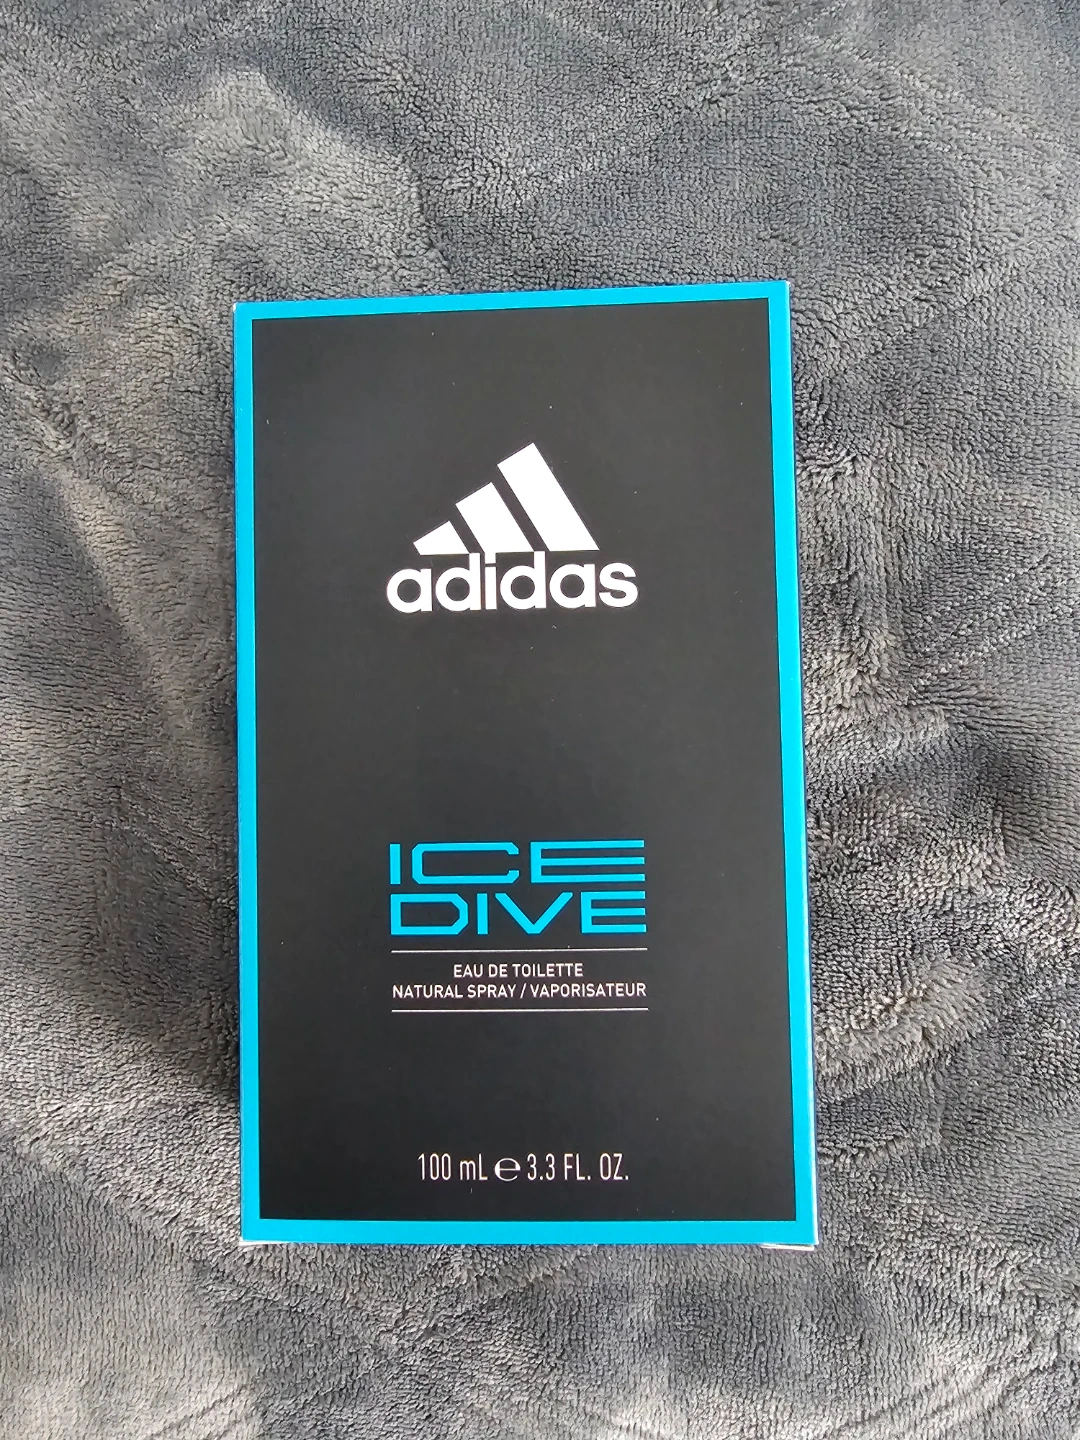 adidas
ICE
DIVE
EAU DE TOILETTE
NATURAL SPRAY / VAPORISATEUR
100 mL ℮ 3.3 FL. OZ.